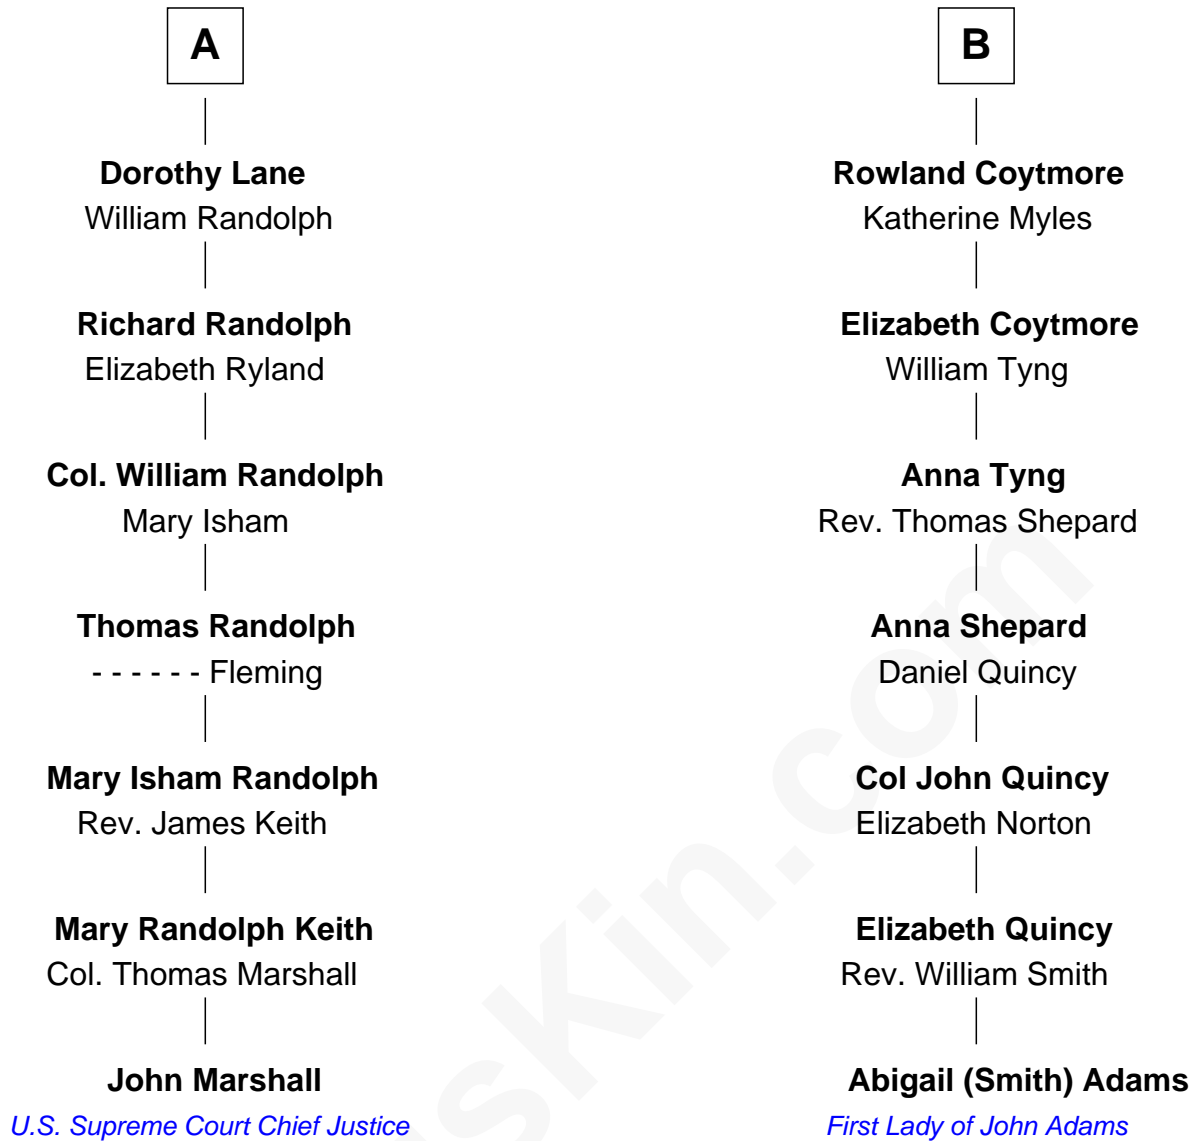 A
Dorothy Lane
William Randolph
Richard Randolph
Elizabeth Ryland
Col. William Randolph
Mary Isham
Thomas Randolph
- - - - - - Fleming
Mary Isham Randolph
Rev. James Keith
Mary Randolph Keith
Col. Thomas Marshall
John Marshall
U.S. Supreme Court Chief Justice
B
Rowland Coytmore
Katherine Myles
Elizabeth Coytmore
William Tyng
Anna Tyng
Rev. Thomas Shepard
Anna Shepard
Daniel Quincy
Col John Quincy
Elizabeth Norton
Elizabeth Quincy
Rev. William Smith
Abigail (Smith) Adams
First Lady of John Adams